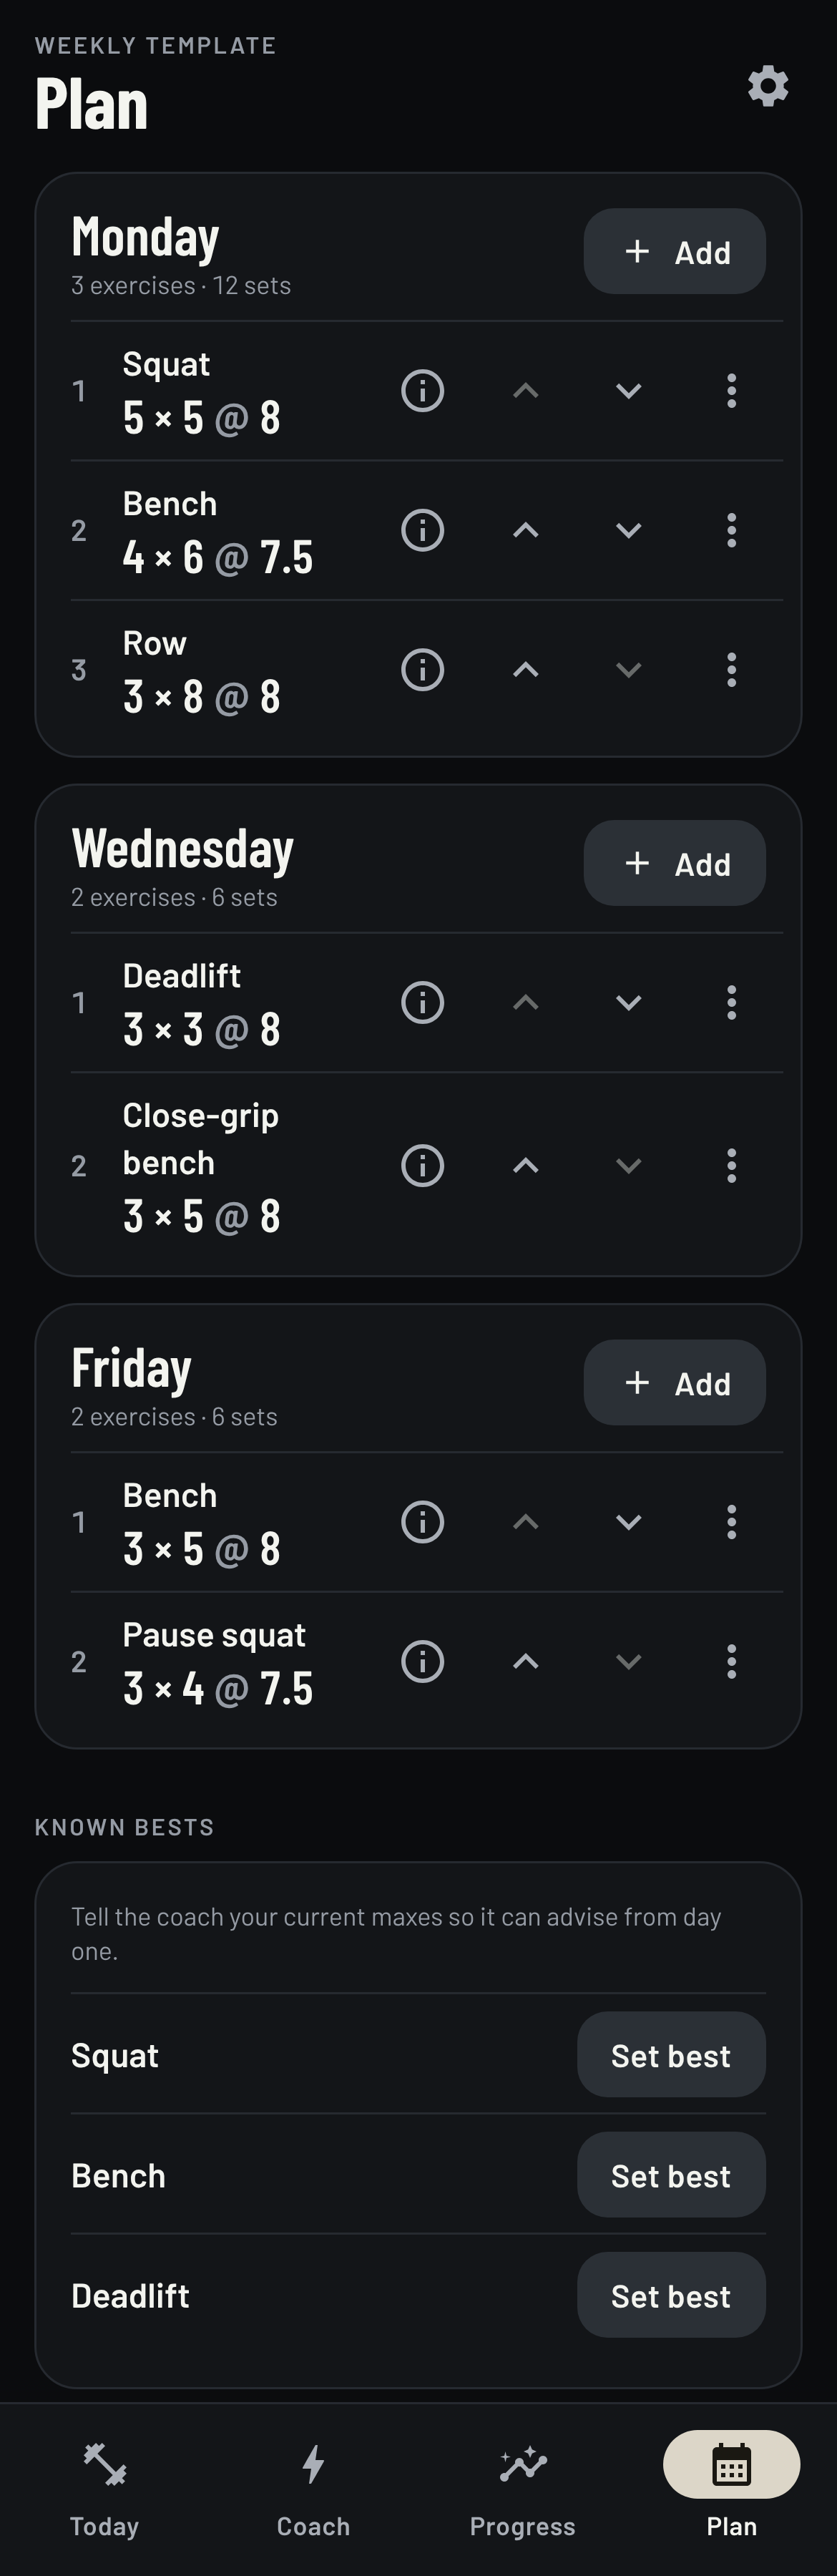 WEEKLY TEMPLATE
Plan
Monday
3 exercises · 12 sets
+ Add
1
Squat
5 × 5 @ 8
2
Bench
4 × 6 @ 7.5
3
Row
3 × 8 @ 8
Wednesday
2 exercises · 6 sets
+ Add
1
Deadlift
3 × 3 @ 8
2
Close-grip
bench
3 × 5 @ 8
Friday
2 exercises · 6 sets
+ Add
1
Bench
3 × 5 @ 8
2
Pause squat
3 × 4 @ 7.5
KNOWN BESTS
Tell the coach your current maxes so it can advise from day
one.
Squat
Set best
Bench
Set best
Deadlift
Set best
Today
Coach
Progress
Plan